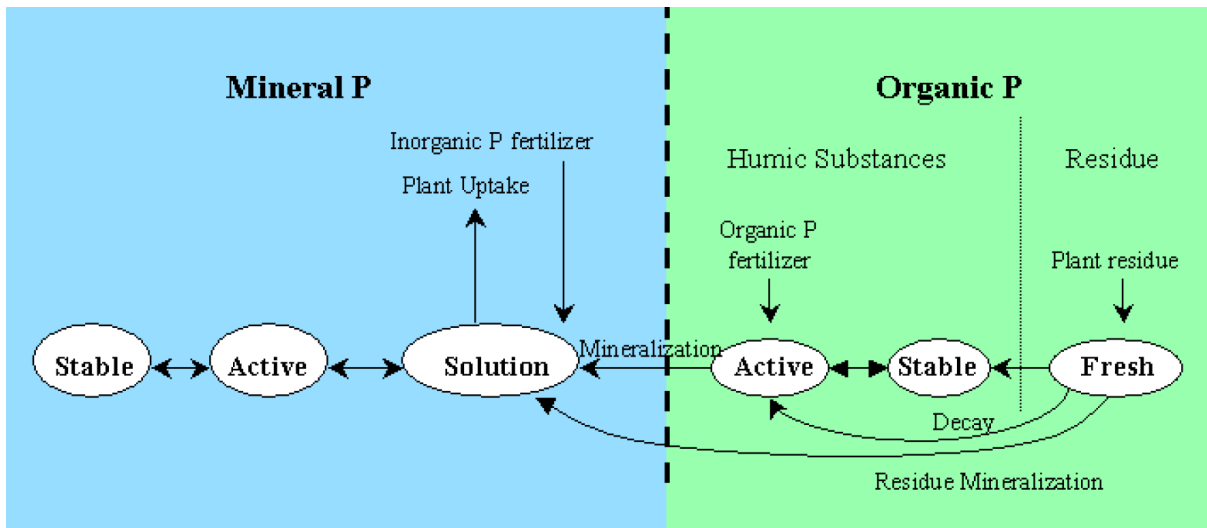 Mineral P
Organic P
Inorganic P fertilizer
Plant Uptake
Humic Substances
Residue
Organic P
fertilizer
Plant residue
Stable
Active
Solution
Mineralization
Active
Stable
Fresh
Decay
Residue Mineralization